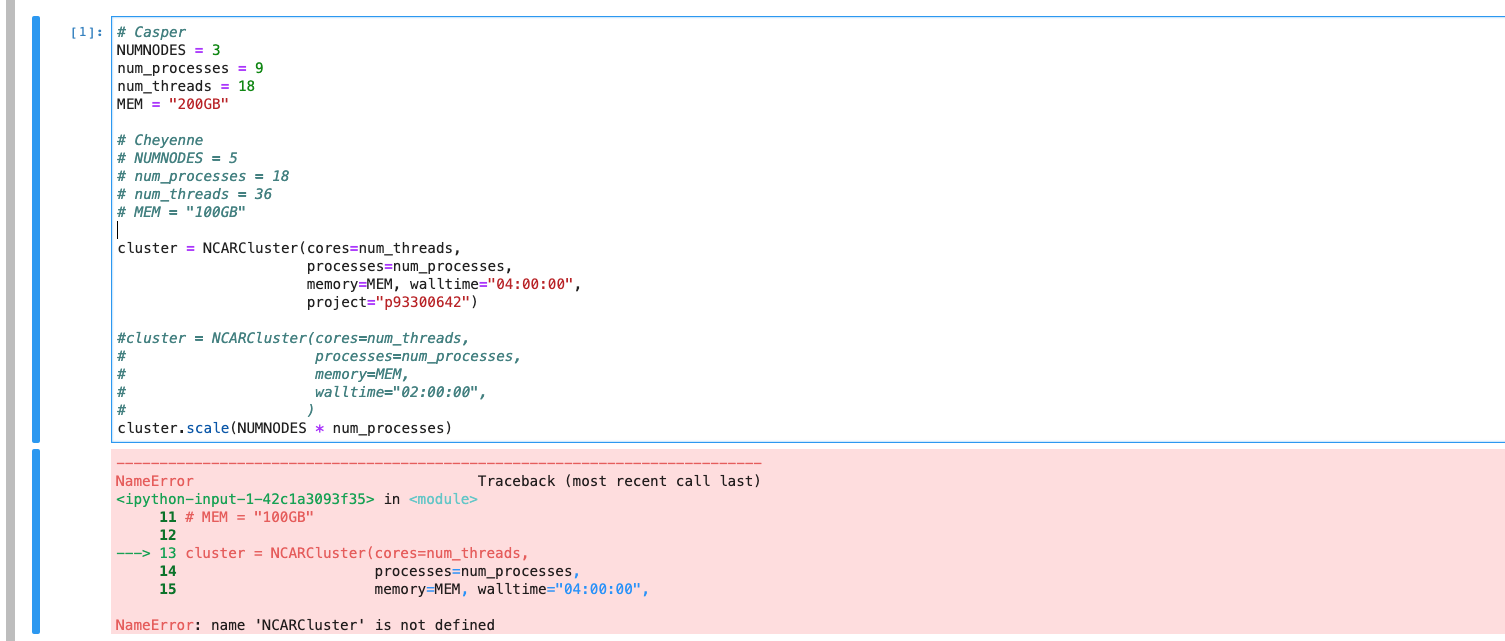 [1]: # Casper
NUMNODES = 3
num_processes = 9
num_threads = 18
MEM = "200GB"

# Cheyenne
# NUMNODES = 5
# num_processes = 18
# num_threads = 36
# MEM = "100GB"

cluster = NCARCluster(cores=num_threads,
                      processes=num_processes,
                      memory=MEM, walltime="04:00:00",
                      project="p93300642")

#cluster = NCARCluster(cores=num_threads,
#                      processes=num_processes,
#                      memory=MEM,
#                      walltime="02:00:00",
#                     )
cluster.scale(NUMNODES * num_processes)
---------------------------------------------------------------------------
NameError                                 Traceback (most recent call last)
<ipython-input-1-42c1a3093f35> in <module>
     11 # MEM = "100GB"
     12 
---> 13 cluster = NCARCluster(cores=num_threads,
     14                       processes=num_processes,
     15                       memory=MEM, walltime="04:00:00",

NameError: name 'NCARCluster' is not defined